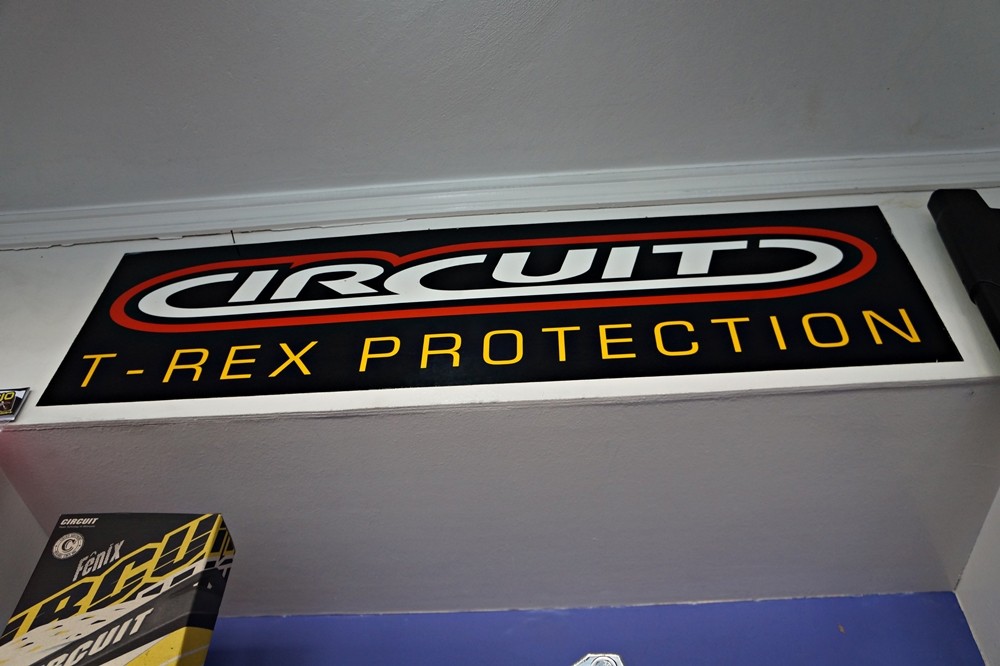 CIRCUIT
T-REX PROTECTION
CIRCUIT
Fênix
CIRCUIT